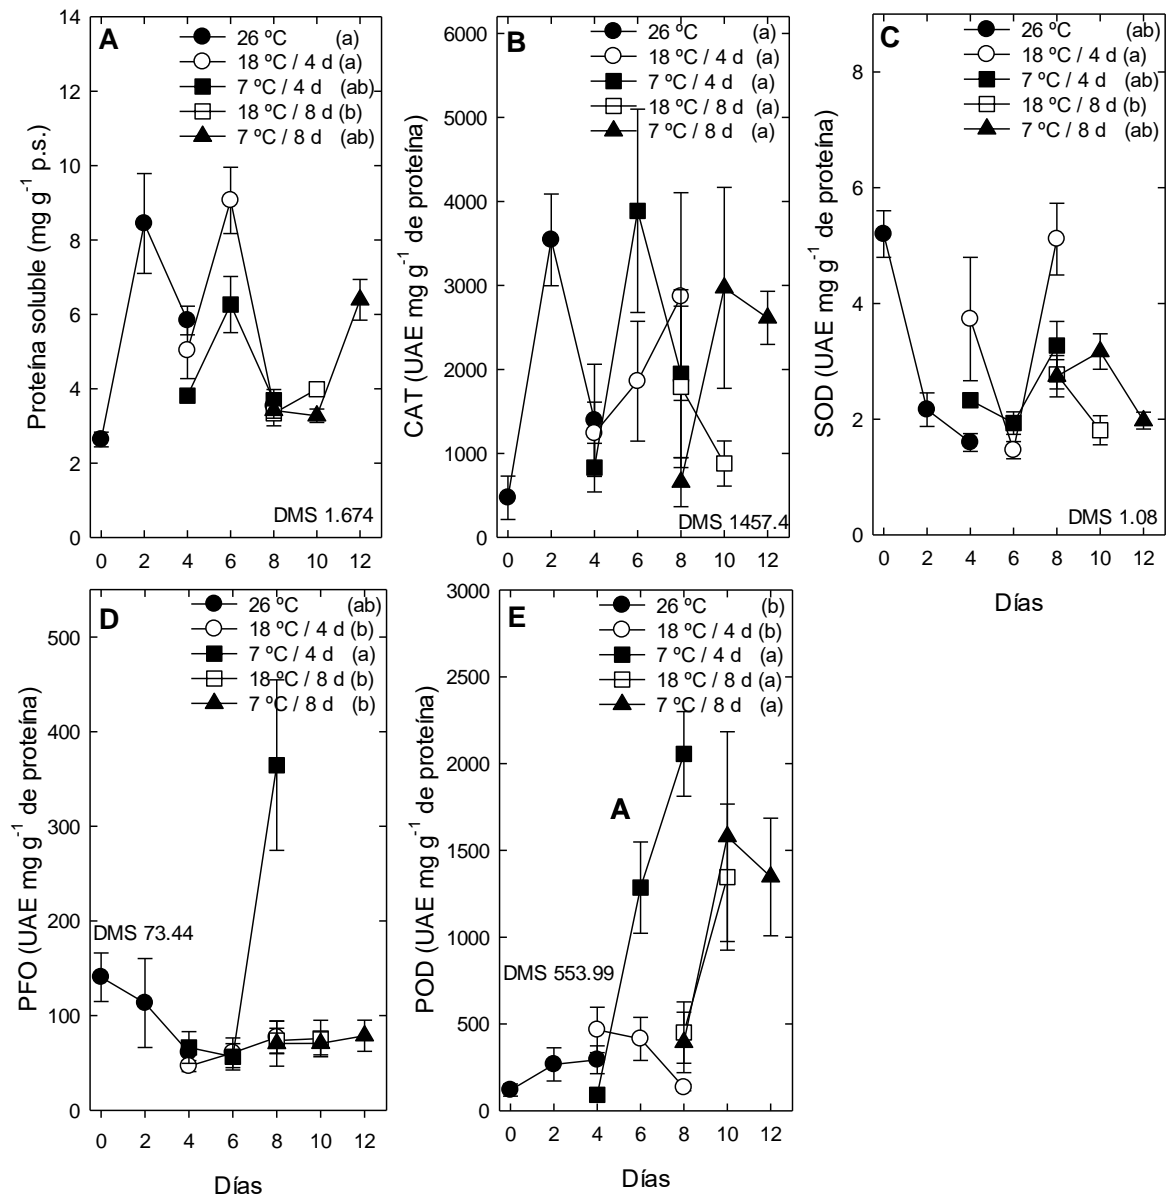 A
26 ºC (a)
18 ºC / 4 d (a)
7 ºC / 4 d (ab)
18 ºC / 8 d (b)
7 ºC / 8 d (ab)
Proteína soluble (mg g-1 p.s.)
14
12
10
8
6
4
2
0
DMS 1.674
0 2 4 6 8 10 12
B
26 ºC (a)
18 ºC / 4 d (a)
7 ºC / 4 d (a)
18 ºC / 8 d (a)
7 ºC / 8 d (a)
CAT (UAE mg g-1 de proteína)
6000
5000
4000
3000
2000
1000
0
DMS 1457.4
0 2 4 6 8 10 12
C
26 ºC (ab)
18 ºC / 4 d (a)
7 ºC / 4 d (ab)
18 ºC / 8 d (b)
7 ºC / 8 d (ab)
SOD (UAE mg g-1 de proteína)
8
6
4
2
0
DMS 1.08
0 2 4 6 8 10 12
Días
D
26 ºC (ab)
18 ºC / 4 d (b)
7 ºC / 4 d (a)
18 ºC / 8 d (b)
7 ºC / 8 d (b)
PFO (UAE mg g-1 de proteína)
500
400
300
200
100
0
DMS 73.44
0 2 4 6 8 10 12
Días
E
26 ºC (b)
18 ºC / 4 d (b)
7 ºC / 4 d (a)
18 ºC / 8 d (a)
7 ºC / 8 d (a)
POD (UAE mg g-1 de proteína)
3000
2500
2000
1500
1000
500
0
A
DMS 553.99
0 2 4 6 8 10 12
Días